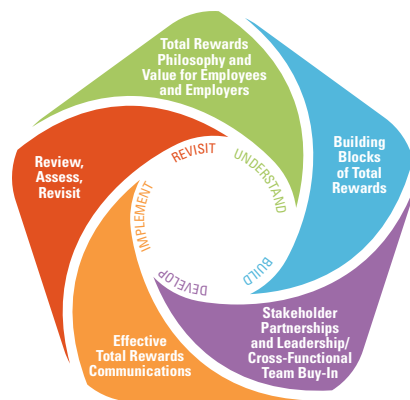 Total Rewards
Philosophy and
Value for Employees
and Employers
Building
Blocks
of Total
Rewards
Stakeholder
Partnerships
and Leadership/
Cross-Functional
Team Buy-In
Effective
Total Rewards
Communications
Review,
Assess,
Revisit
UNDERSTAND
BUILD
DEVELOP
IMPLEMENT
REVISIT